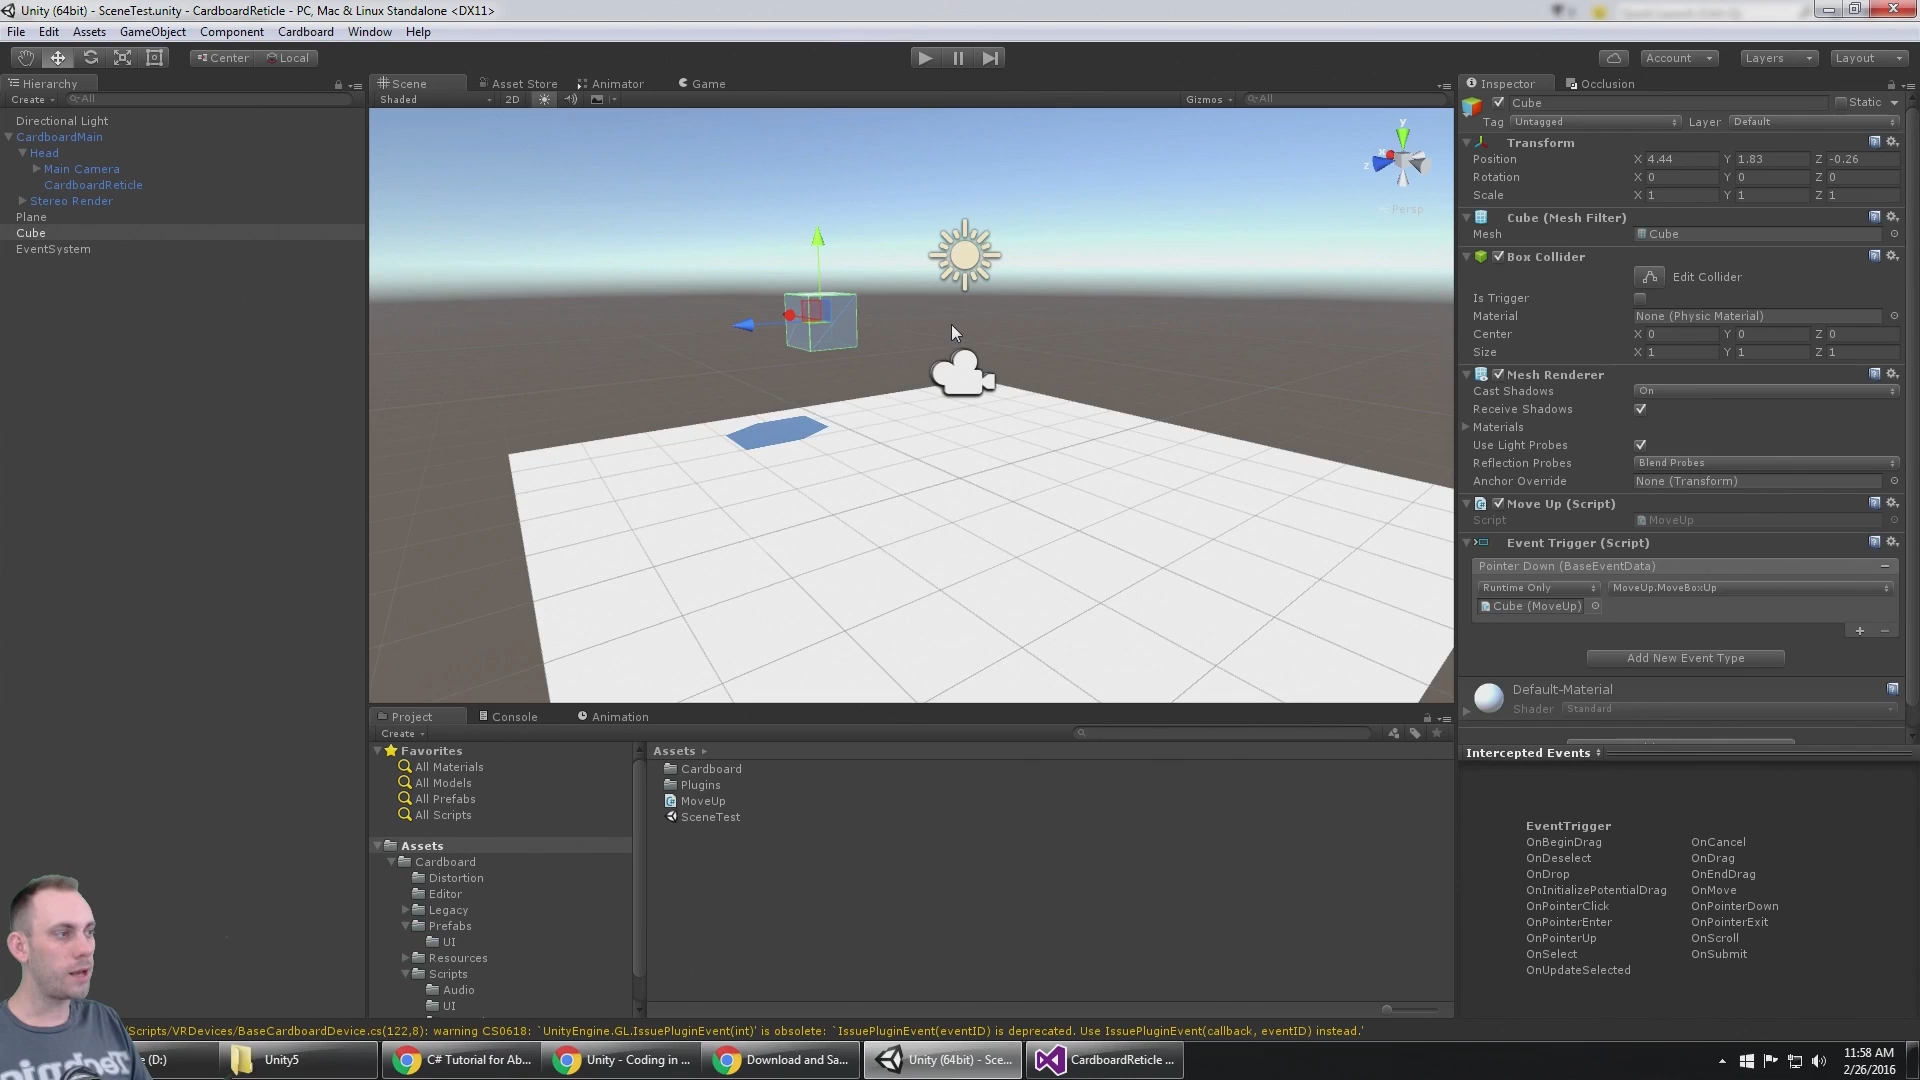 Unity (64bit) - SceneTest.unity - CardboardReticle - PC, Mac & Linux Standalone <DX11>
File Edit Assets GameObject Component Cardboard Window Help
Center Local Account Layers Layout
Hierarchy Scene Asset Store Animator Game Inspector Occlusion
Create All Shaded 2D Gizmos All Cube Static
Tag Untagged Layer Default
Directional Light
CardboardMain
Head
Main Camera
CardboardReticle
Stereo Render
Plane
Cube
EventSystem
y
x
z
Persp
Transform
Position X 4.44 Y 1.83 Z -0.26
Rotation X 0 Y 0 Z 0
Scale X 1 Y 1 Z 1
Cube (Mesh Filter)
Mesh Cube
Box Collider
Edit Collider
Is Trigger
Material None (Physic Material)
Center X 0 Y 0 Z 0
Size X 1 Y 1 Z 1
Mesh Renderer
Cast Shadows On
Receive Shadows
Materials
Use Light Probes
Reflection Probes Blend Probes
Anchor Override None (Transform)
Move Up (Script)
Script MoveUp
Event Trigger (Script)
Pointer Down (BaseEventData)
Runtime Only MoveUp.MoveBoxUp
Cube (MoveUp)
Add New Event Type
Default-Material
Shader Standard
Intercepted Events
EventTrigger
OnBeginDrag OnCancel
OnDeselect OnDrag
OnDrop OnEndDrag
OnInitializePotentialDrag OnMove
OnPointerClick OnPointerDown
OnPointerEnter OnPointerExit
OnPointerUp OnScroll
OnSelect OnSubmit
OnUpdateSelected
Project Console Animation
Create
Favorites
All Materials
All Models
All Prefabs
All Scripts
Assets
Cardboard
Distortion
Editor
Legacy
Prefabs
UI
Resources
Scripts
Audio
UI
Assets
Cardboard
Plugins
MoveUp
SceneTest
/Scripts/VRDevices/BaseCardboardDevice.cs(122,8): warning CS0618: `UnityEngine.GL.IssuePluginEvent(int)' is obsolete: `IssuePluginEvent(eventID) is deprecated. Use IssuePluginEvent(callback, eventID) instead.'
(D:) Unity5 C# Tutorial for Ab... Unity - Coding in ... Download and Sa... Unity (64bit) - Sce... CardboardReticle ...
11:58 AM
2/26/2016